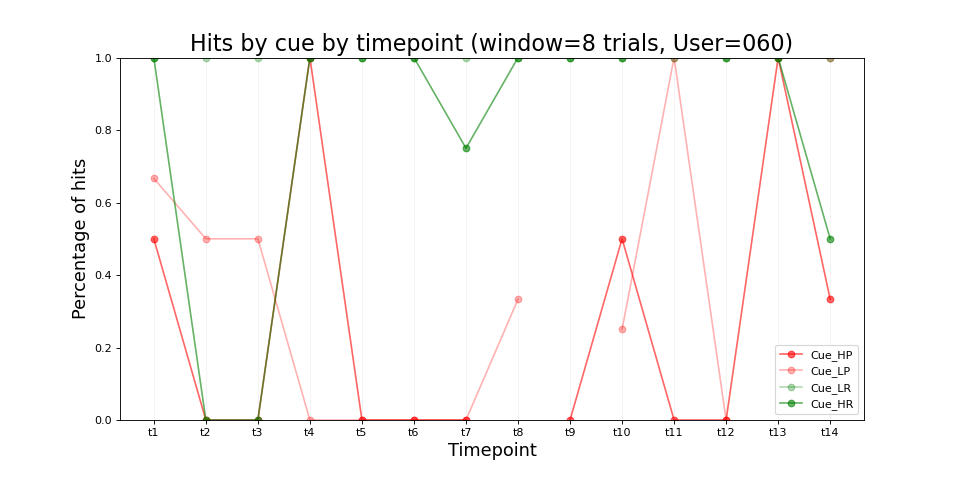 Hits by cue by timepoint (window=8 trials, User=060)
Percentage of hits
1.0
0.8
0.6
0.4
0.2
0.0
t1 t2 t3 t4 t5 t6 t7 t8 t9 t10 t11 t12 t13 t14
Timepoint
Cue_HP
Cue_LP
Cue_LR
Cue_HR